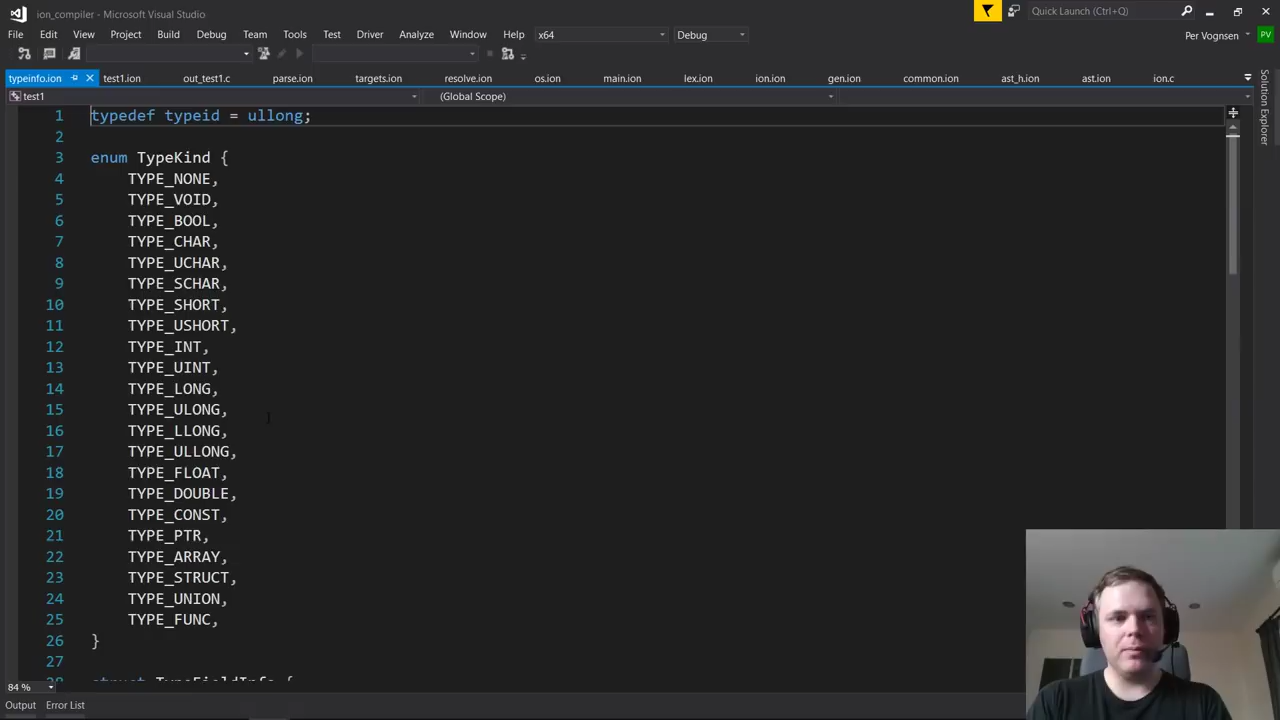 ion_compiler - Microsoft Visual Studio
Quick Launch (Ctrl+Q)
File Edit View Project Build Debug Team Tools Test Driver Analyze Window Help x64 Debug
Per Vognsen PV
typeinfo.ion test1.ion out_test1.c parse.ion targets.ion resolve.ion os.ion main.ion lex.ion ion.ion gen.ion common.ion ast_h.ion ast.ion ion.c
test1 (Global Scope)
Solution Explorer
1 typedef typeid = ullong;
2
3 enum TypeKind {
4 TYPE_NONE,
5 TYPE_VOID,
6 TYPE_BOOL,
7 TYPE_CHAR,
8 TYPE_UCHAR,
9 TYPE_SCHAR,
10 TYPE_SHORT,
11 TYPE_USHORT,
12 TYPE_INT,
13 TYPE_UINT,
14 TYPE_LONG,
15 TYPE_ULONG,
16 TYPE_LLONG,
17 TYPE_ULLONG,
18 TYPE_FLOAT,
19 TYPE_DOUBLE,
20 TYPE_CONST,
21 TYPE_PTR,
22 TYPE_ARRAY,
23 TYPE_STRUCT,
24 TYPE_UNION,
25 TYPE_FUNC,
26 }
27
struct TypeFieldInfo {
84 %
Output Error List